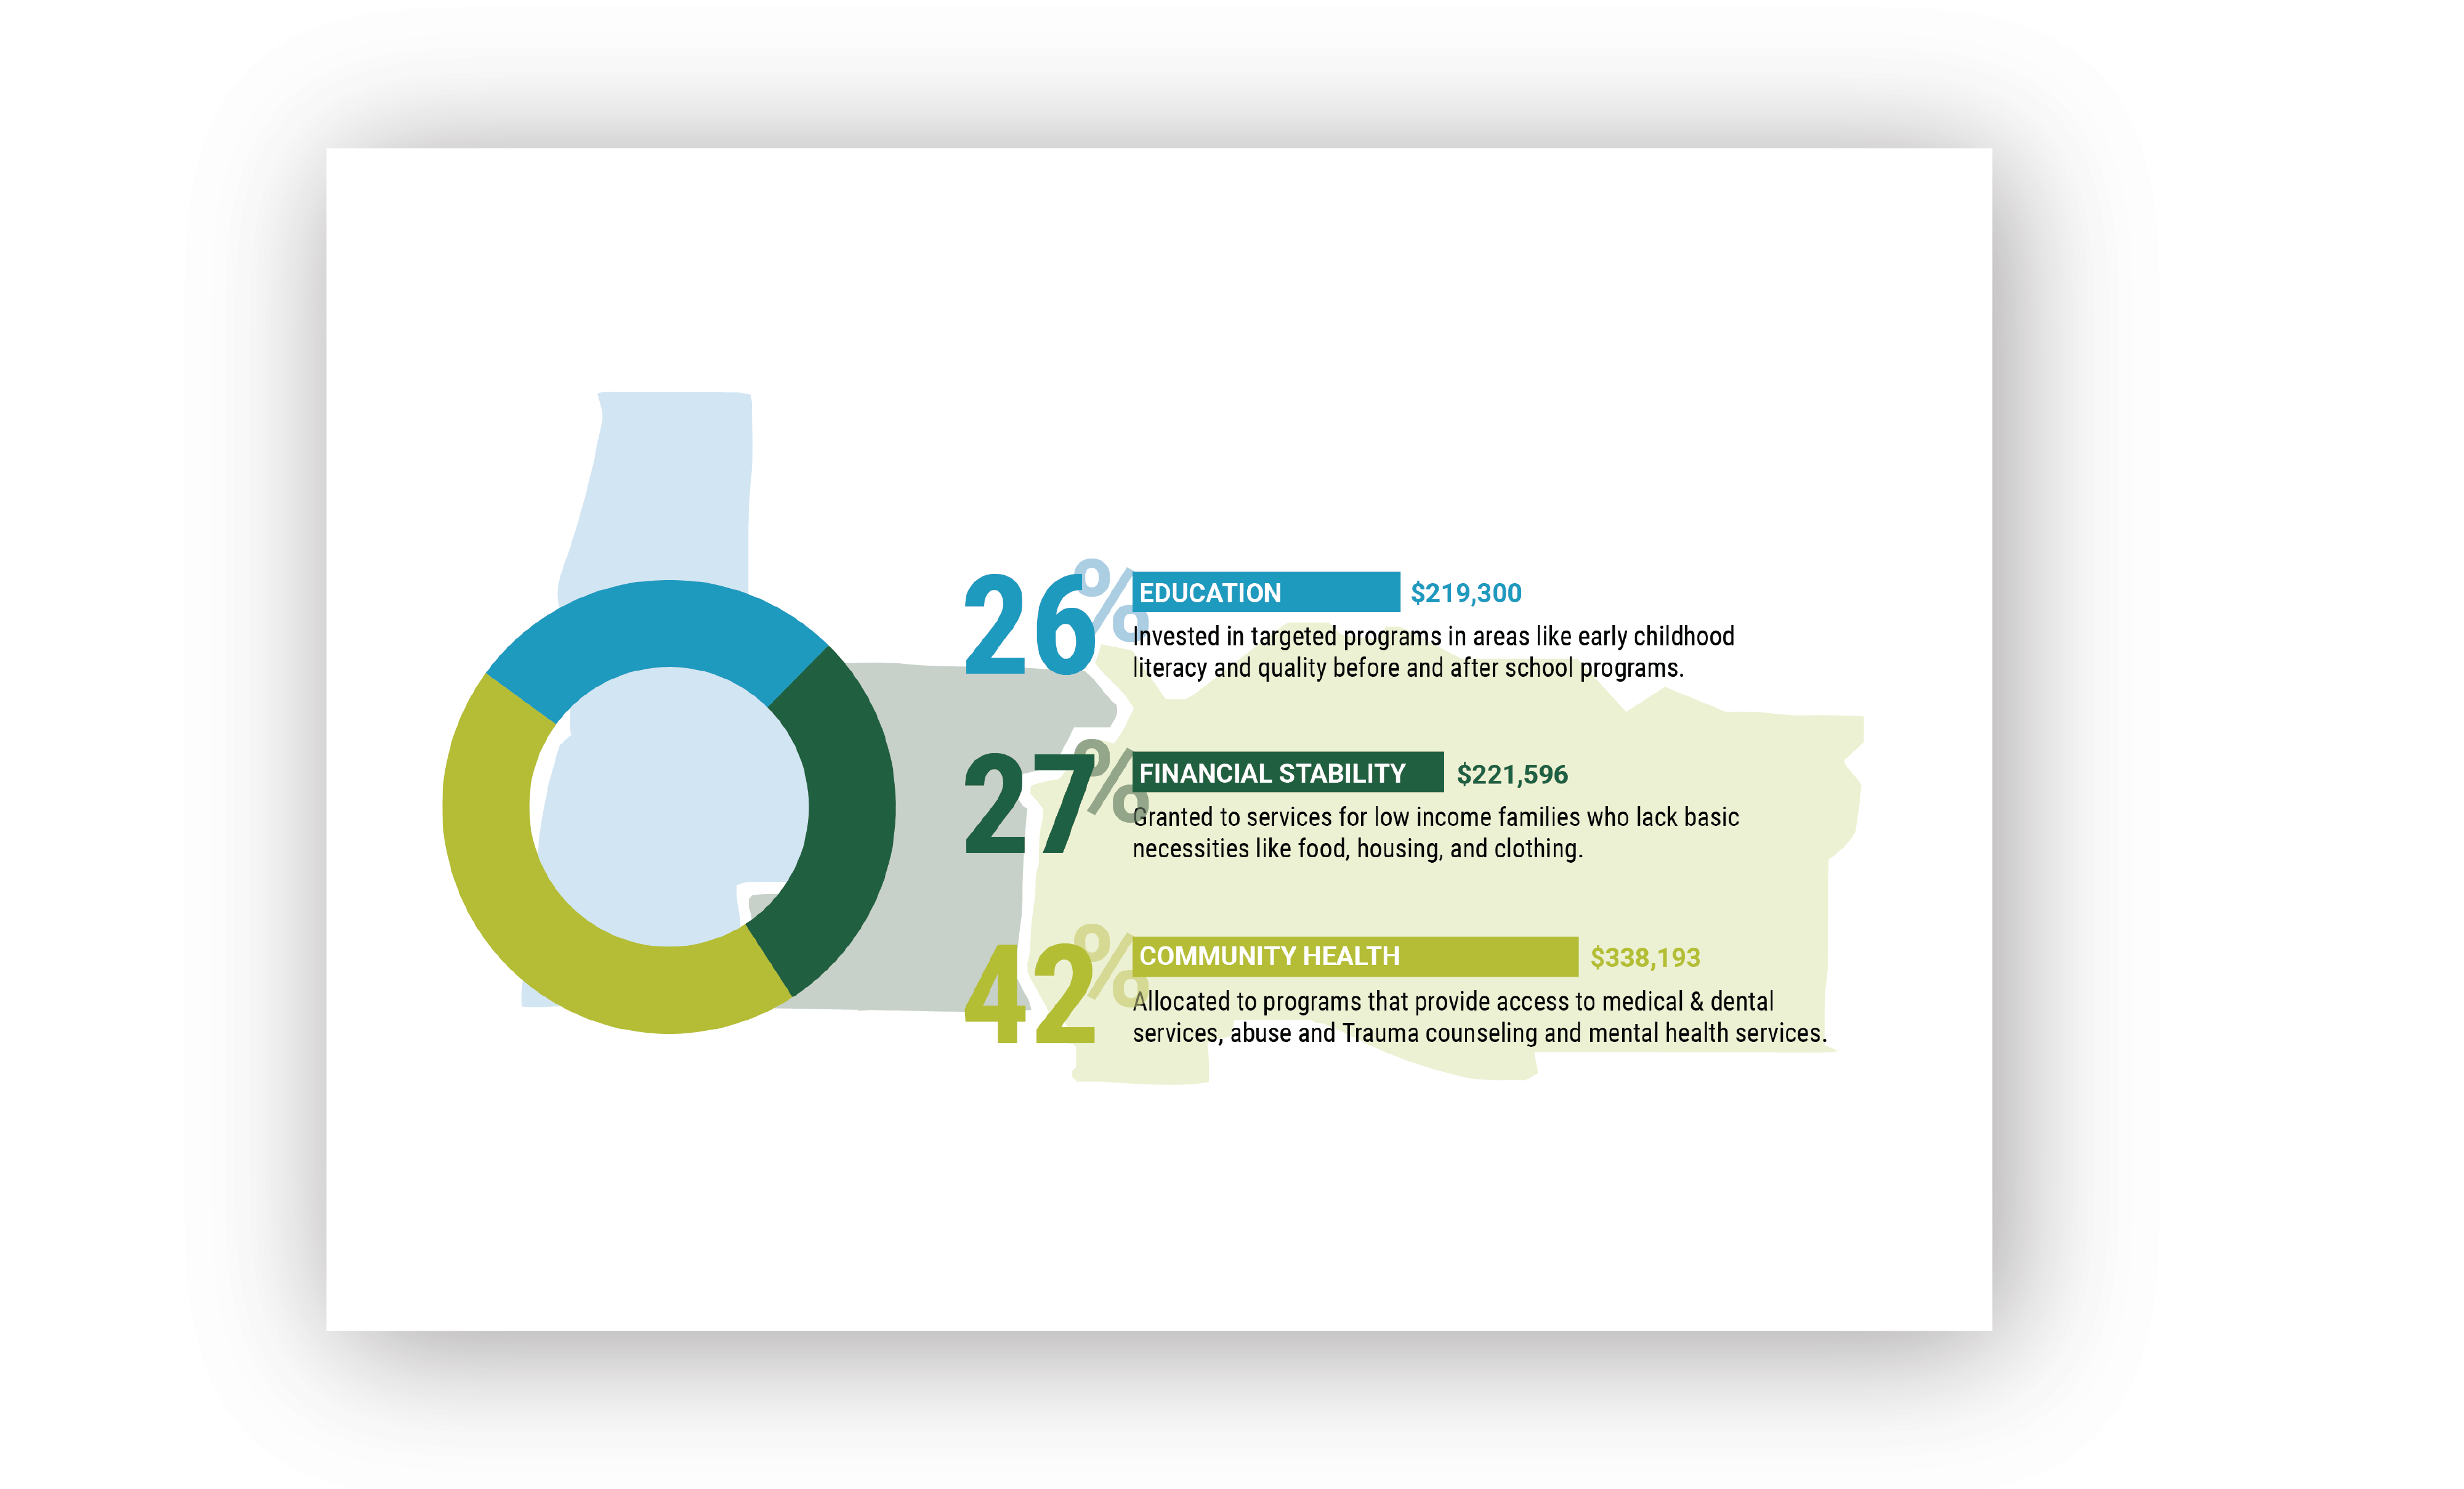 26%
EDUCATION $219,300
Invested in targeted programs in areas like early childhood
literacy and quality before and after school programs.
27%
FINANCIAL STABILITY $221,596
Granted to services for low income families who lack basic
necessities like food, housing, and clothing.
42%
COMMUNITY HEALTH $338,193
Allocated to programs that provide access to medical & dental
services, abuse and Trauma counseling and mental health services.